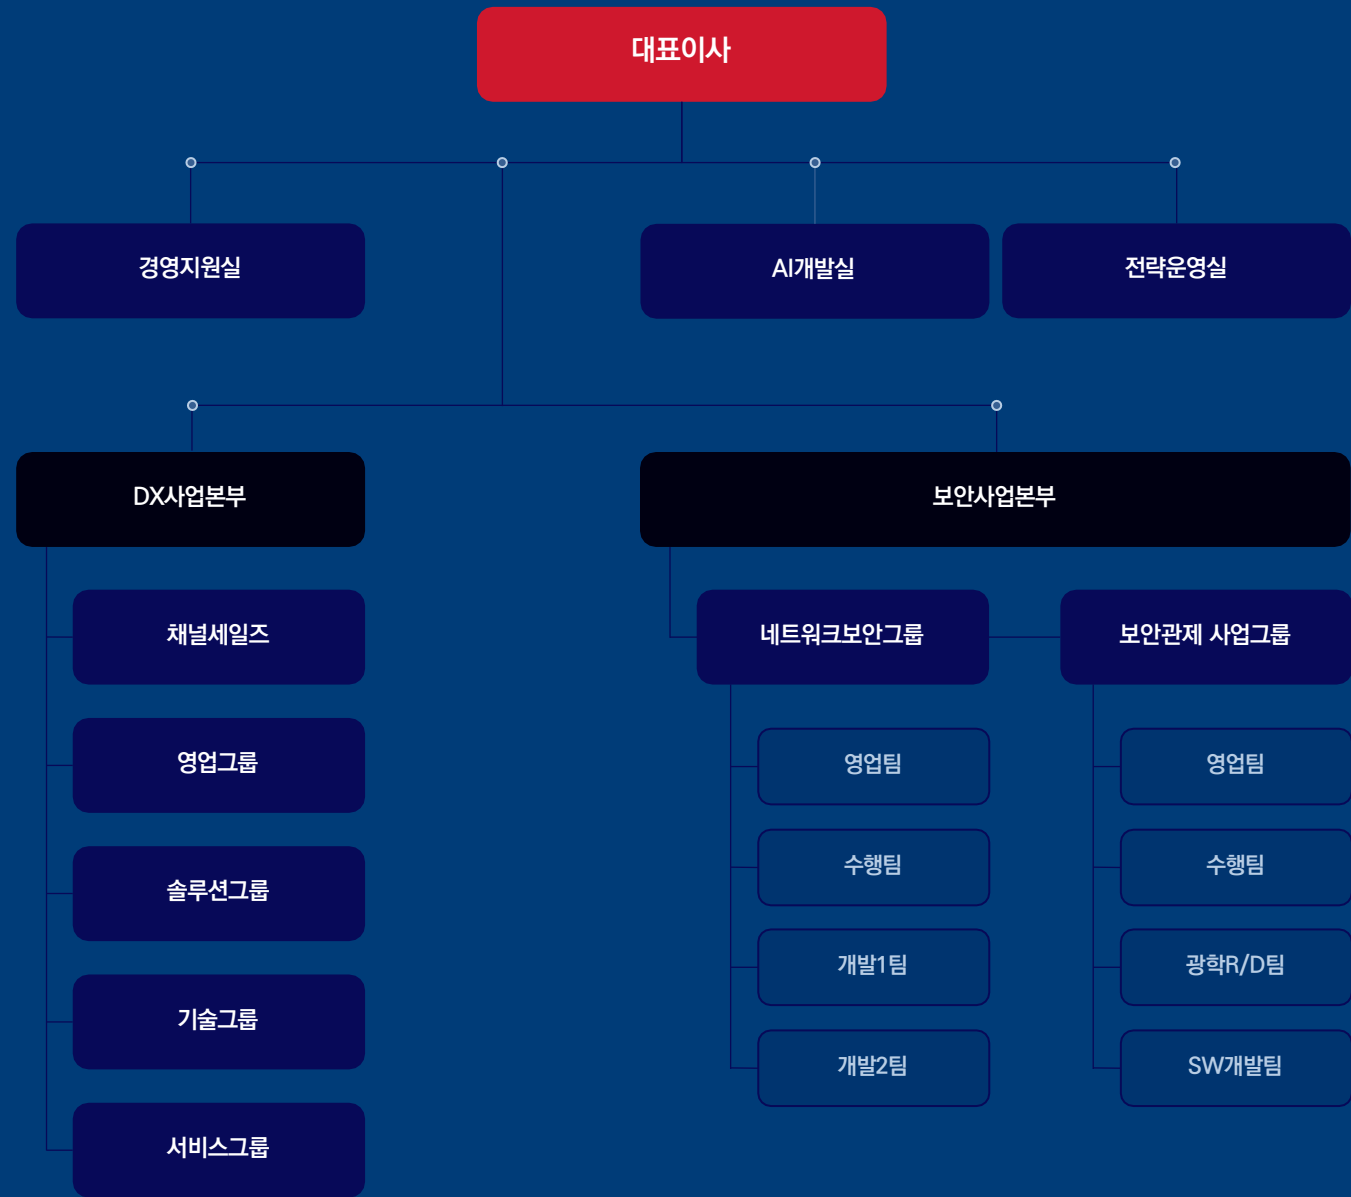 대표이사
경영지원실
AI개발실
전략운영실
DX사업본부
보안사업본부
채널세일즈
영업그룹
솔루션그룹
기술그룹
서비스그룹
네트워크보안그룹
영업팀
수행팀
개발1팀
개발2팀
보안관제 사업그룹
영업팀
수행팀
광학R/D팀
SW개발팀